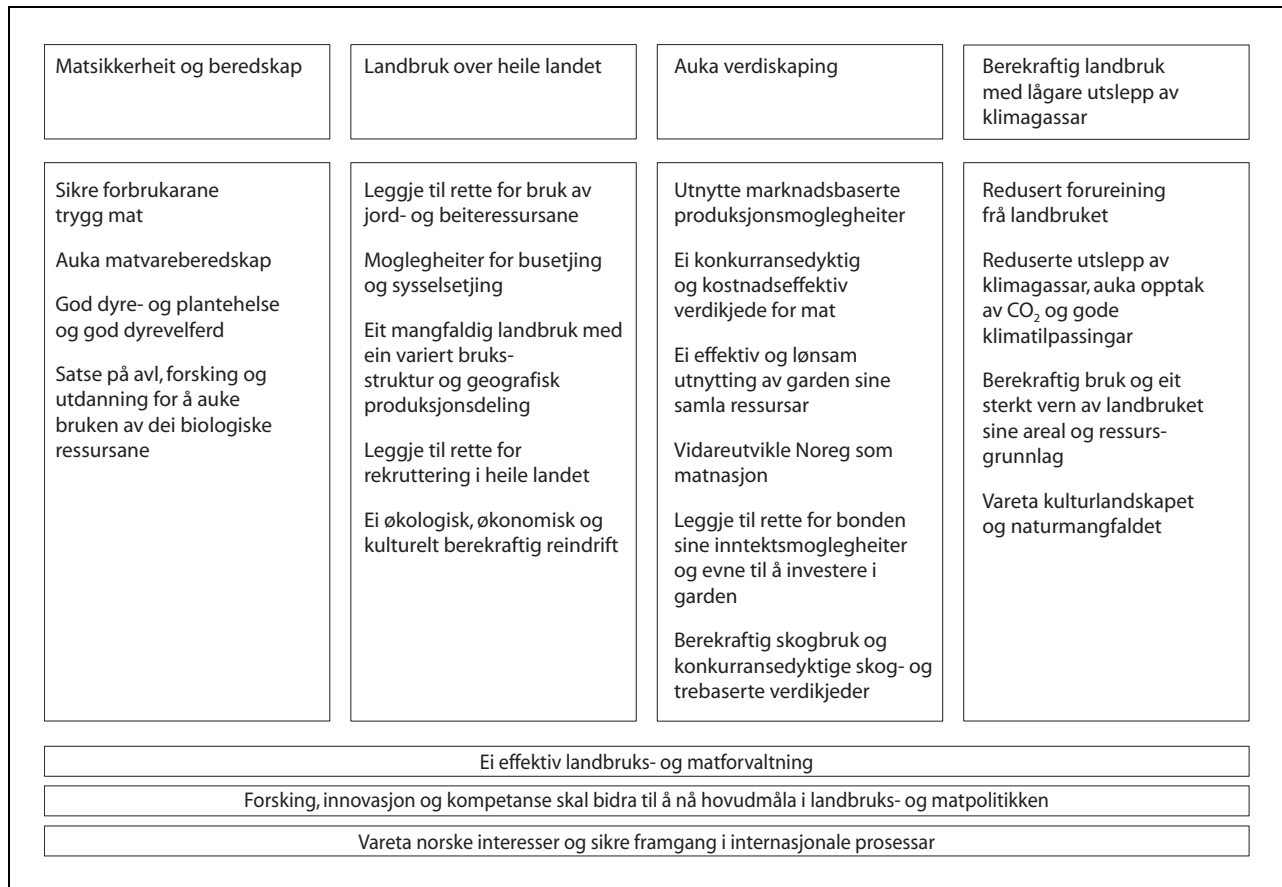 Matsikkerheit og beredskap
Landbruk over heile landet
Auka verdiskaping
Berekraftig landbruk
med lågare utslepp av
klimagassar
Sikre forbrukarane
trygg mat
Auka matvareberedskap
God dyre- og plantehelse
og god dyrevelferd
Satse på avl, forsking og
utdanning for å auke
bruken av dei biologiske
ressursane
Leggje til rette for bruk av
jord- og beiteressursane
Moglegheiter for busetjing
og sysselsetjing
Eit mangfaldig landbruk med
ein variert bruks-
struktur og geografisk
produksjonsdeling
Leggje til rette for
rekruttering i heile landet
Ei økologisk, økonomisk og
kulturelt berekraftig reindrift
Utnytte marknadsbaserte
produksjonsmoglegheiter
Ei konkurransedyktig
og kostnadseffektiv
verdikjede for mat
Ei effektiv og lønsam
utnytting av garden sine
samla ressursar
Vidareutvikle Noreg som
matnasjon
Leggje til rette for bonden
sine inntektsmoglegheiter
og evne til å investere i
garden
Berekraftig skogbruk og
konkurransedyktige skog- og
trebaserte verdikjeder
Redusert forureining
frå landbruket
Reduserte utslepp av
klimagassar, auka opptak
av CO₂ og gode
klimatilpassingar
Berekraftig bruk og eit
sterkt vern av landbruket
sine areal og ressurs-
grunnlag
Vareta kulturlandskapet
og naturmangfaldet
Ei effektiv landbruks- og matforvaltning
Forsking, innovasjon og kompetanse skal bidra til å nå hovudmåla i landbruks- og matpolitikken
Vareta norske interesser og sikre framgang i internasjonale prosessar